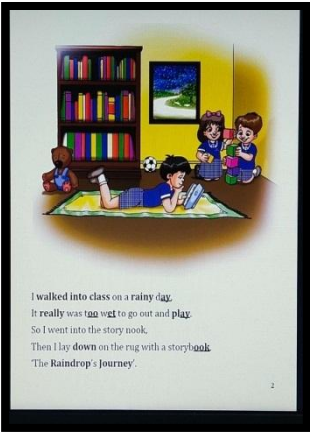 I walked into class on a rainy day,
It really was too wet to go out and play.
So I went into the story nook,
Then I lay down on the rug with a storybook.
'The Raindrop's Journey'.
2